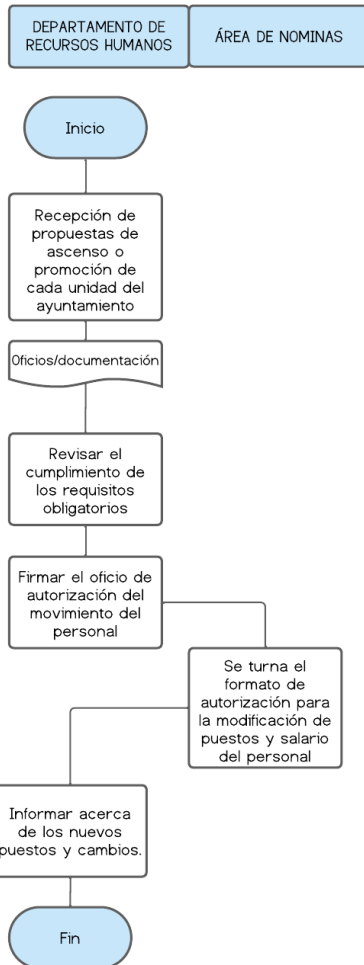 DEPARTAMENTO DE
RECURSOS HUMANOS
ÁREA DE NOMINAS
Inicio
Recepción de
propuestas de
ascenso o
promoción de
cada unidad del
ayuntamiento
Oficios/documentación
Revisar el
cumplimiento de
los requisitos
obligatorios
Firmar el oficio de
autorización del
movimiento del
personal
Se turna el
formato de
autorización para
la modificación de
puestos y salario
del personal
Informar acerca
de los nuevos
puestos y cambios.
Fin